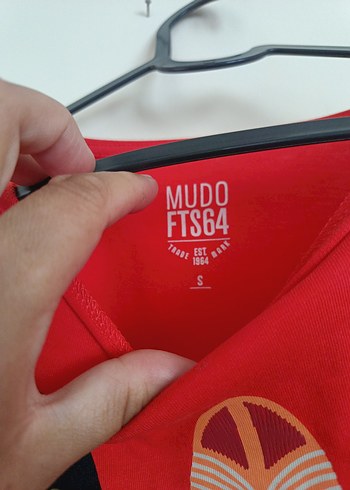 MUDO
FTS64
TRADE EST. MARK
1964
S